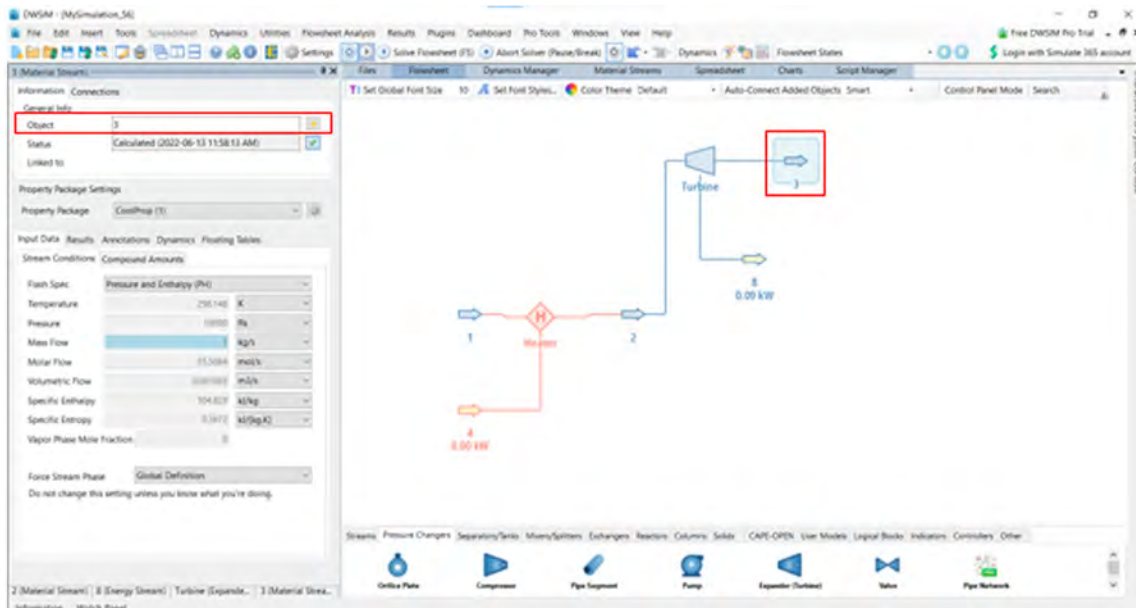 DWSIM - [MySimulation_56]
File Edit Insert Tools Spreadsheet Dynamics Utilities Flowsheet Analysis Results Plugins Dashboard Pro Tools Windows View Help Free DWSIM Pro Trial
Settings Solve Flowsheet (F5) Abort Solver (Pause/Break) Dynamics Flowsheet States Login with Simulate 365 account
3 (Material Stream) Files Flowsheet Dynamics Manager Material Streams Spreadsheet Charts Script Manager
Information Connections T Set Global Font Size 10 Set Font Styles... Color Theme Default Auto-Connect Added Objects Smart Control Panel Mode Search
General Info
Object 3
Status Calculated (2022-06-13 11:58:13 AM)
Linked to
Property Package Settings
Property Package CoolProp (1)
Input Data Results Annotations Dynamics Floating Tables
Stream Conditions Compound Amounts
Flash Spec Pressure and Enthalpy (PH)
Temperature K
Pressure Pa
Mass Flow 1 kg/s
Molar Flow mol/s
Volumetric Flow m3/s
Specific Enthalpy kJ/kg
Specific Entropy kJ/[kg.K]
Vapor Phase Mole Fraction 0
Force Stream Phase Global Definition
Do not change this setting unless you know what you're doing.
Turbine
3
8
0.09 kW
H
1
Heater
2
4
0.00 kW
Streams Pressure Changers Separators/Tanks Mixers/Splitters Exchangers Reactors Columns Solids CAPE-OPEN User Models Logical Blocks Indicators Controllers Other
Orifice Plate Compressor Pipe Segment Pump Expander (Turbine) Valve Pipe Network
2 (Material Stream) 8 (Energy Stream) Turbine (Expande... 3 (Material Strea...
Information Watch Panel